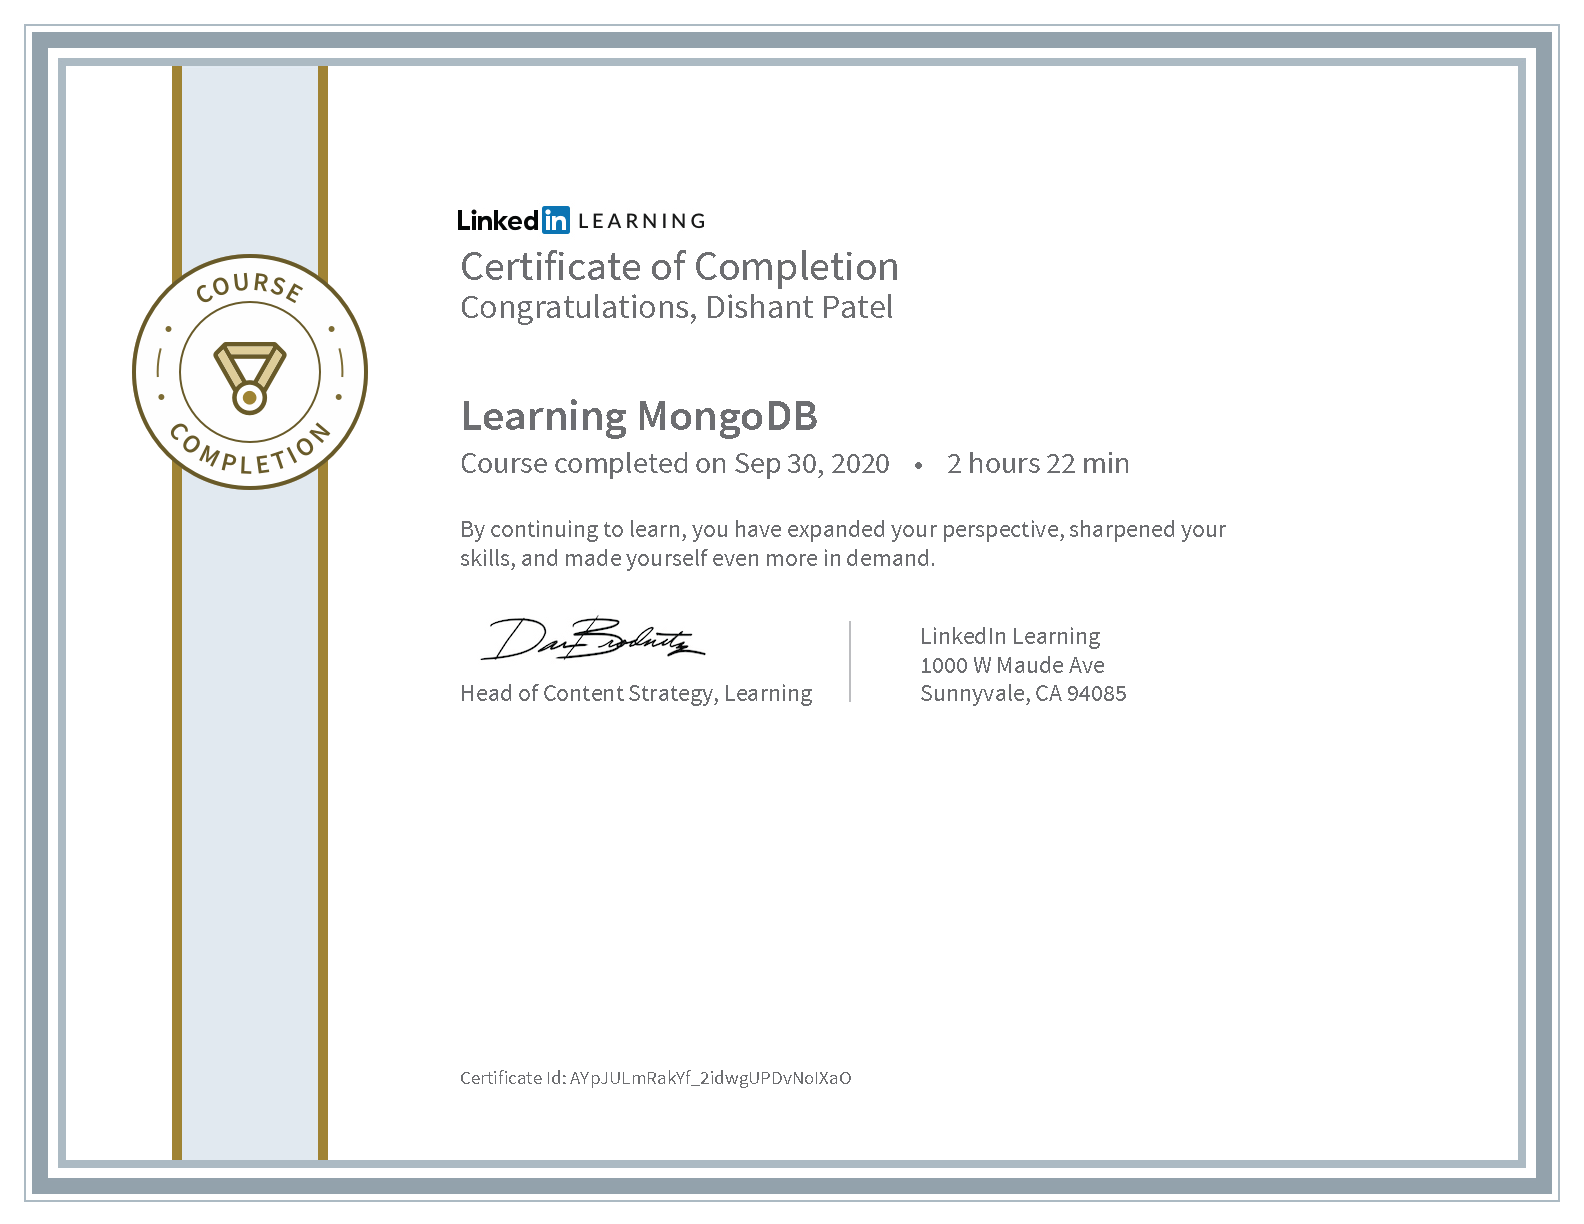 COURSE
COMPLETION
Linkedin LEARNING
Certificate of Completion
Congratulations, Dishant Patel
Learning MongoDB
Course completed on Sep 30, 2020 • 2 hours 22 min
By continuing to learn, you have expanded your perspective, sharpened your
skills, and made yourself even more in demand.
Dan Brodnitz
Head of Content Strategy, Learning
LinkedIn Learning
1000 W Maude Ave
Sunnyvale, CA 94085
Certificate Id: AYpJULmRakYf_2idwgUPDvNoIXaO